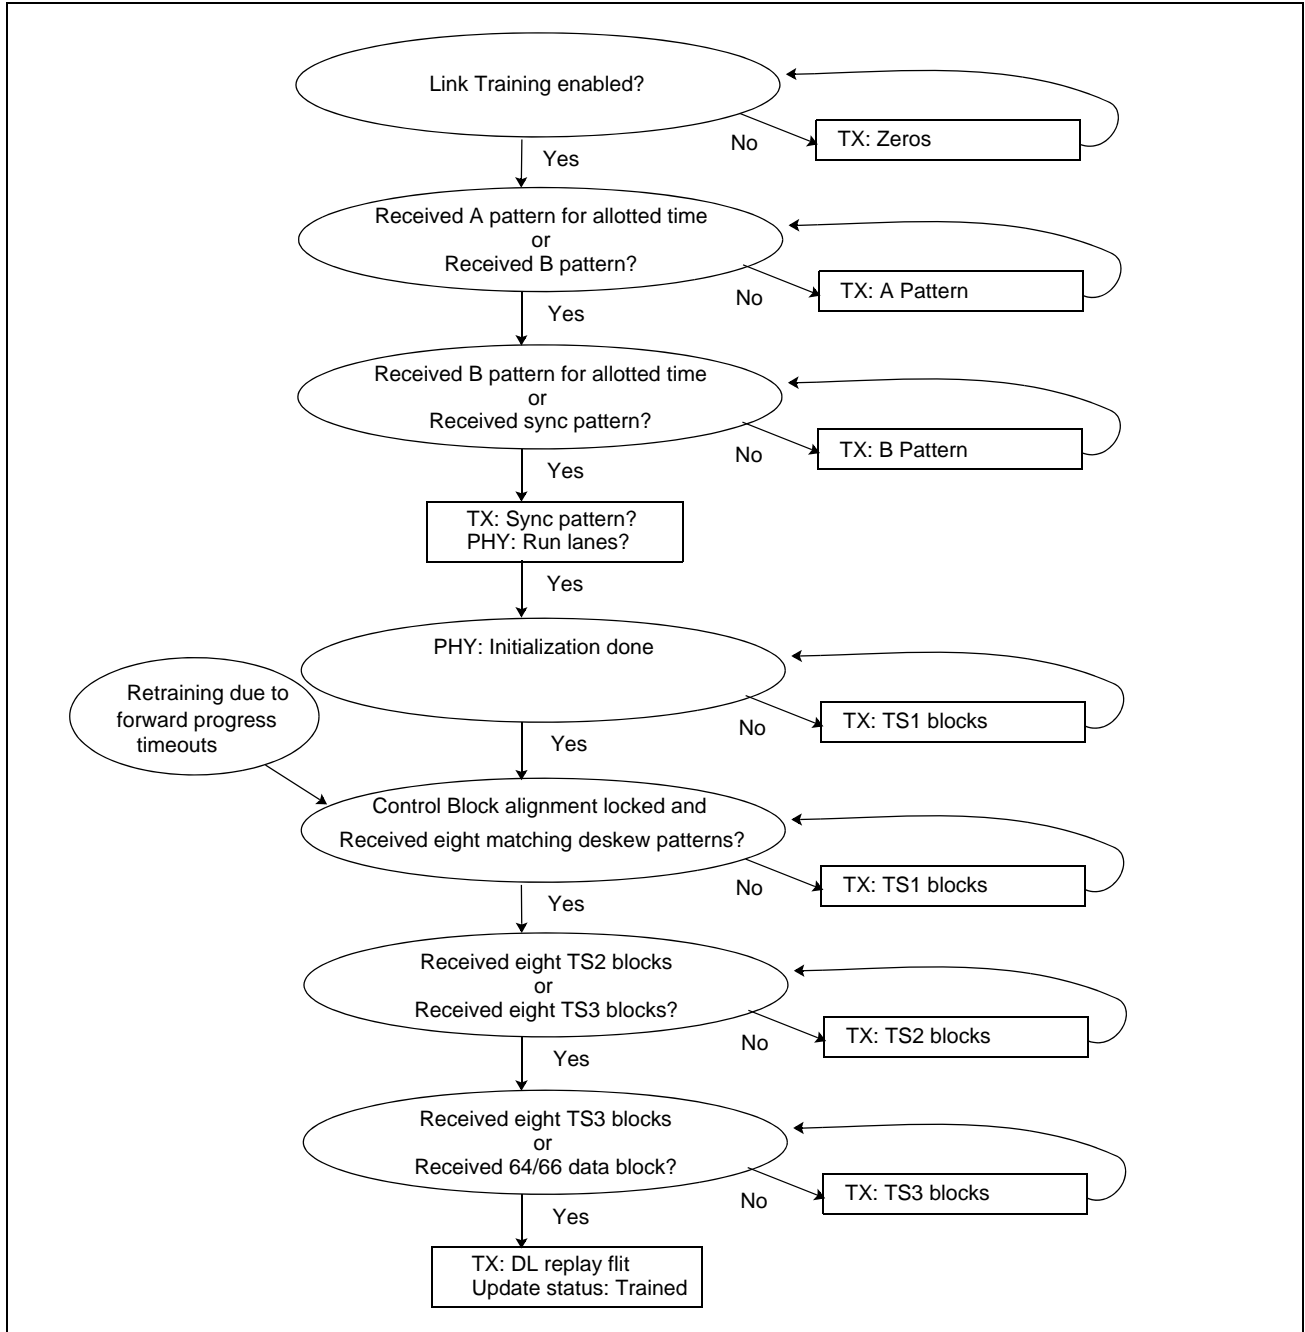 Link Training enabled?
No
TX: Zeros
Yes
Received A pattern for allotted time
or
Received B pattern?
No
TX: A Pattern
Yes
Received B pattern for allotted time
or
Received sync pattern?
No
TX: B Pattern
Yes
TX: Sync pattern?
PHY: Run lanes?
Yes
PHY: Initialization done
No
TX: TS1 blocks
Retraining due to
forward progress
timeouts
Yes
Control Block alignment locked and
Received eight matching deskew patterns?
No
TX: TS1 blocks
Yes
Received eight TS2 blocks
or
Received eight TS3 blocks?
No
TX: TS2 blocks
Yes
Received eight TS3 blocks
or
Received 64/66 data block?
No
TX: TS3 blocks
Yes
TX: DL replay flit
Update status: Trained